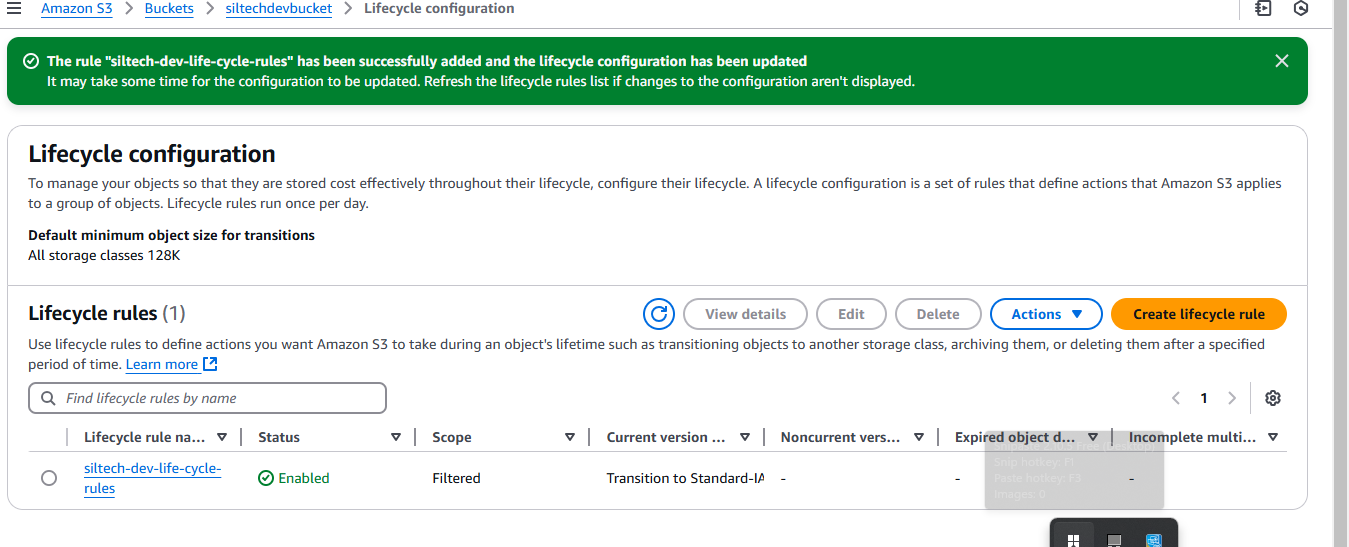 Amazon S3 > Buckets > siltechdevbucket > Lifecycle configuration
The rule "siltech-dev-life-cycle-rules" has been successfully added and the lifecycle configuration has been updated
It may take some time for the configuration to be updated. Refresh the lifecycle rules list if changes to the configuration aren't displayed.
Lifecycle configuration
To manage your objects so that they are stored cost effectively throughout their lifecycle, configure their lifecycle. A lifecycle configuration is a set of rules that define actions that Amazon S3 applies
to a group of objects. Lifecycle rules run once per day.
Default minimum object size for transitions
All storage classes 128K
Lifecycle rules (1)
View details
Edit
Delete
Actions
Create lifecycle rule
Use lifecycle rules to define actions you want Amazon S3 to take during an object's lifetime such as transitioning objects to another storage class, archiving them, or deleting them after a specified
period of time. Learn more
Find lifecycle rules by name
1
Lifecycle rule na... Status Scope Current version ... Noncurrent vers... Expired object d... Incomplete multi...
siltech-dev-life-cycle-
rules
Enabled
Filtered
Transition to Standard-IA
-
-
-
Snip hotkey: F1
Paste hotkey: F3
Images: 0